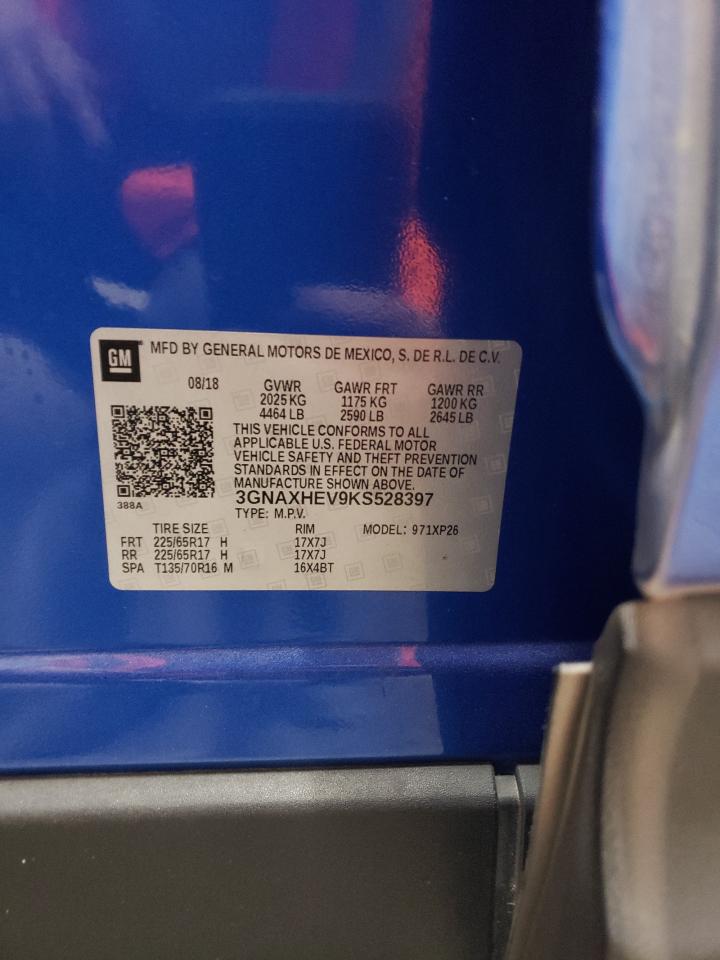 GM MFD BY GENERAL MOTORS DE MEXICO, S. DE R.L. DE C.V.
08/18 GVWR GAWR FRT GAWR RR
2025 KG 1175 KG 1200 KG
4464 LB 2590 LB 2645 LB
THIS VEHICLE CONFORMS TO ALL
APPLICABLE U.S. FEDERAL MOTOR
VEHICLE SAFETY AND THEFT PREVENTION
STANDARDS IN EFFECT ON THE DATE OF
MANUFACTURE SHOWN ABOVE.
3GNAXHEV9KS528397
388A
TYPE: M.P.V.
TIRE SIZE RIM MODEL: 971XP26
FRT 225/65R17 H 17X7J
RR 225/65R17 H 17X7J
SPA T135/70R16 M 16X4BT